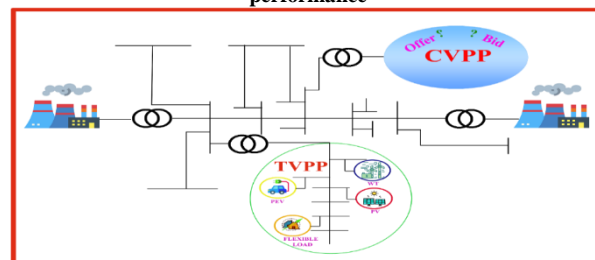 performance
Offer ? ? Bid
CVPP
TVPP
WT
PEV
PV
FLEXIBLE
LOAD